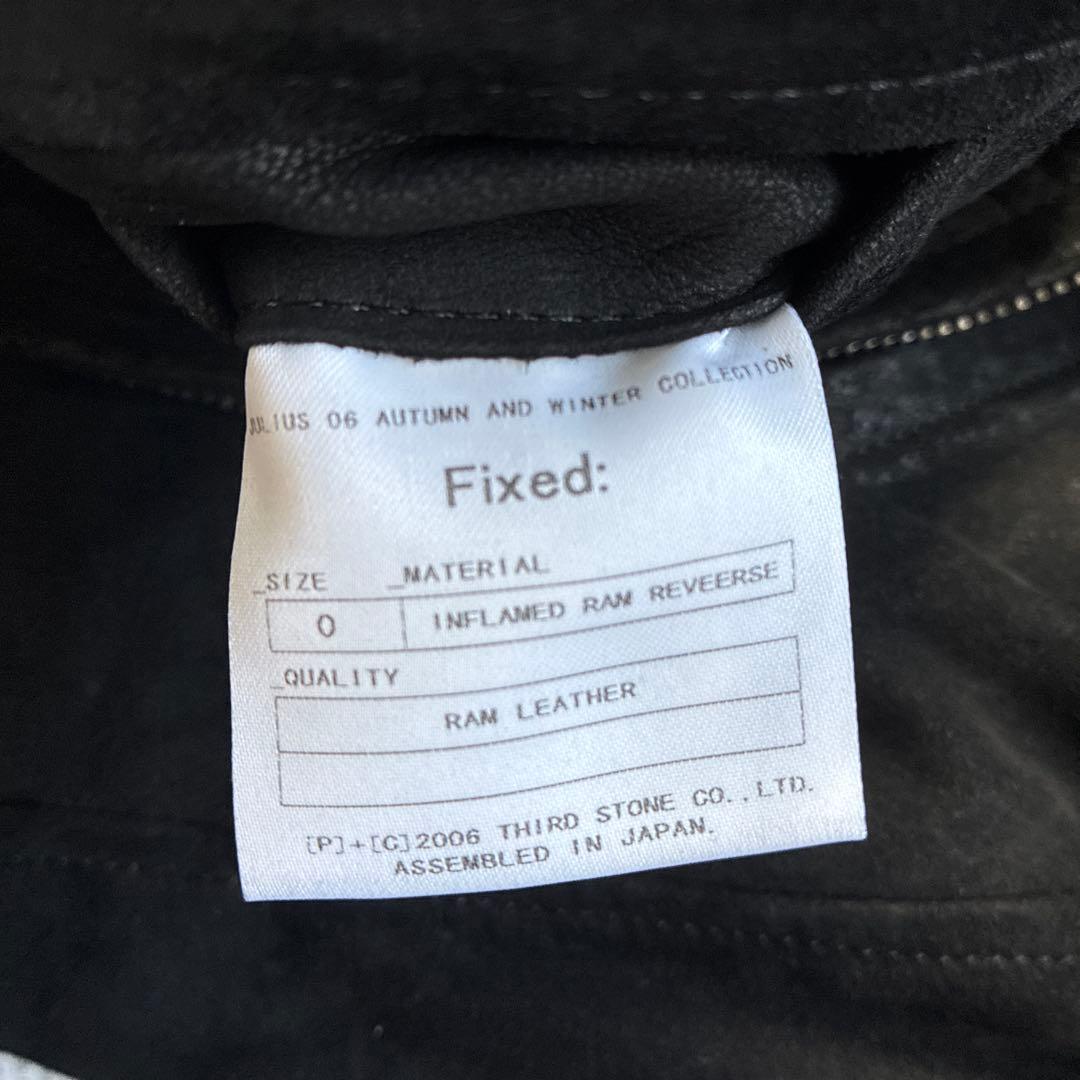 JULIUS 06 AUTUMN AND WINTER COLLECTION
Fixed:
_SIZE _MATERIAL
0 INFLAMED RAM REVEERSE
_QUALITY
RAM LEATHER
[P]+[C]2006 THIRD STONE CO.,LTD.
ASSEMBLED IN JAPAN.